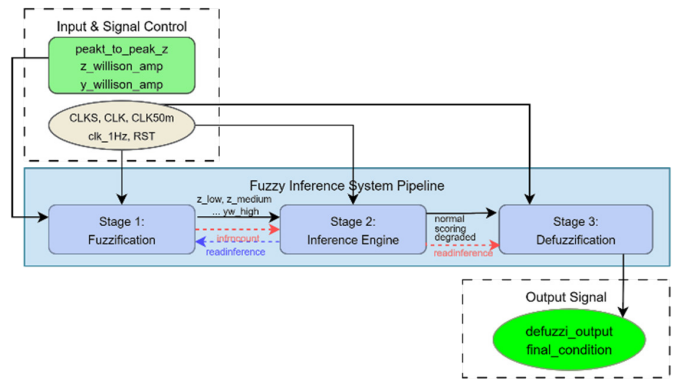 Input & Signal Control
peakt_to_peak_z
z_willison_amp
y_willison_amp
CLKS, CLK, CLK50m
clk_1Hz, RST
Fuzzy Inference System Pipeline
Stage 1:
Fuzzification
z_low, z_medium
... yw_high
infrncount
readinference
Stage 2:
Inference Engine
normal
scoring
degraded
readinference
Stage 3:
Defuzzification
Output Signal
defuzzi_output
final_condition